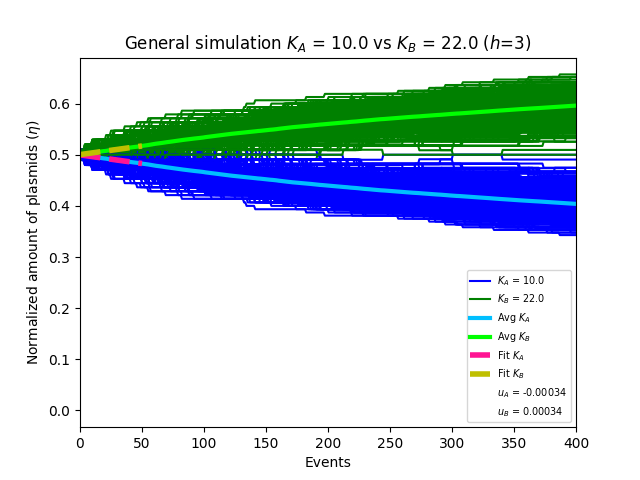 General simulation K_A = 10.0 vs K_B = 22.0 (h=3)
Normalized amount of plasmids (η)
0.6
0.5
0.4
0.3
0.2
0.1
0.0
K_A = 10.0
K_B = 22.0
Avg K_A
Avg K_B
Fit K_A
Fit K_B
u_A = -0.00034
u_B = 0.00034
0 50 100 150 200 250 300 350 400
Events